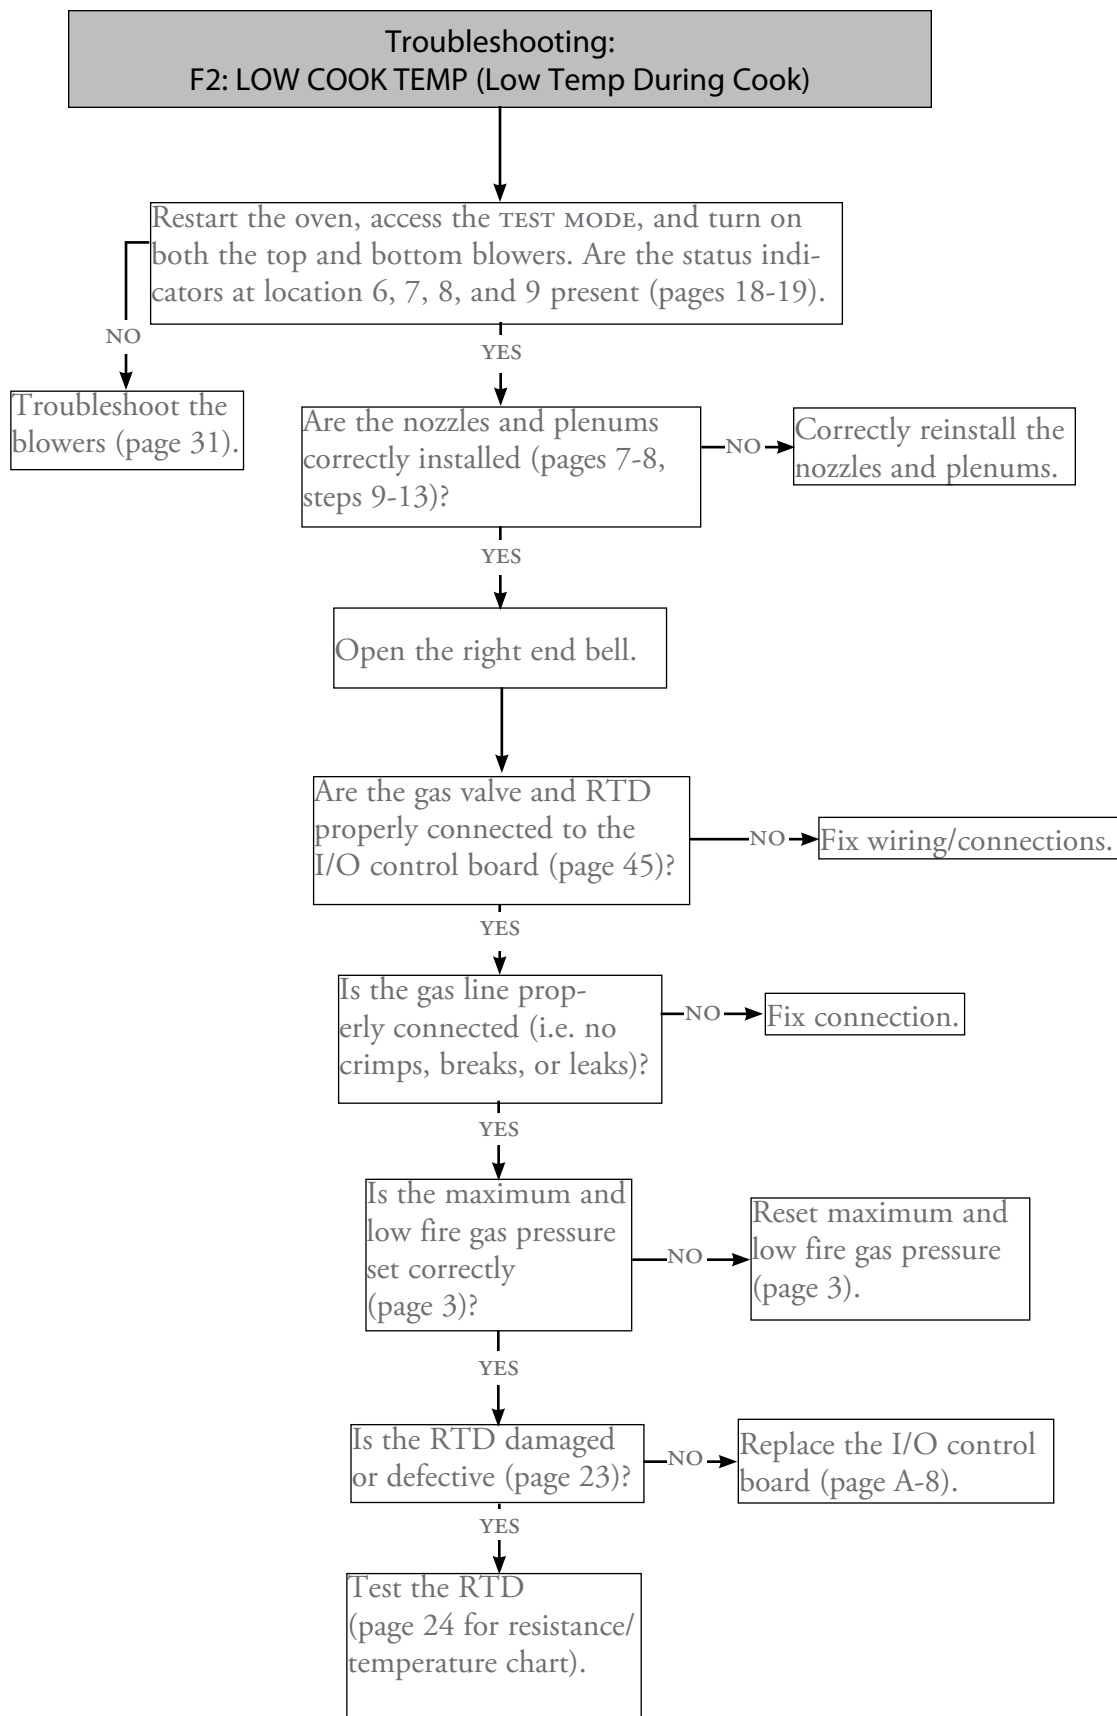 Troubleshooting:
F2: LOW COOK TEMP (Low Temp During Cook)
Restart the oven, access the TEST MODE, and turn on
both the top and bottom blowers. Are the status indi-
cators at location 6, 7, 8, and 9 present (pages 18-19).
NO
YES
Troubleshoot the
blowers (page 31).
Are the nozzles and plenums
correctly installed (pages 7-8,
steps 9-13)?
NO
Correctly reinstall the
nozzles and plenums.
YES
Open the right end bell.
Are the gas valve and RTD
properly connected to the
I/O control board (page 45)?
NO
Fix wiring/connections.
YES
Is the gas line prop-
erly connected (i.e. no
crimps, breaks, or leaks)?
NO
Fix connection.
YES
Is the maximum and
low fire gas pressure
set correctly
(page 3)?
NO
Reset maximum and
low fire gas pressure
(page 3).
YES
Is the RTD damaged
or defective (page 23)?
NO
Replace the I/O control
board (page A-8).
YES
Test the RTD
(page 24 for resistance/
temperature chart).